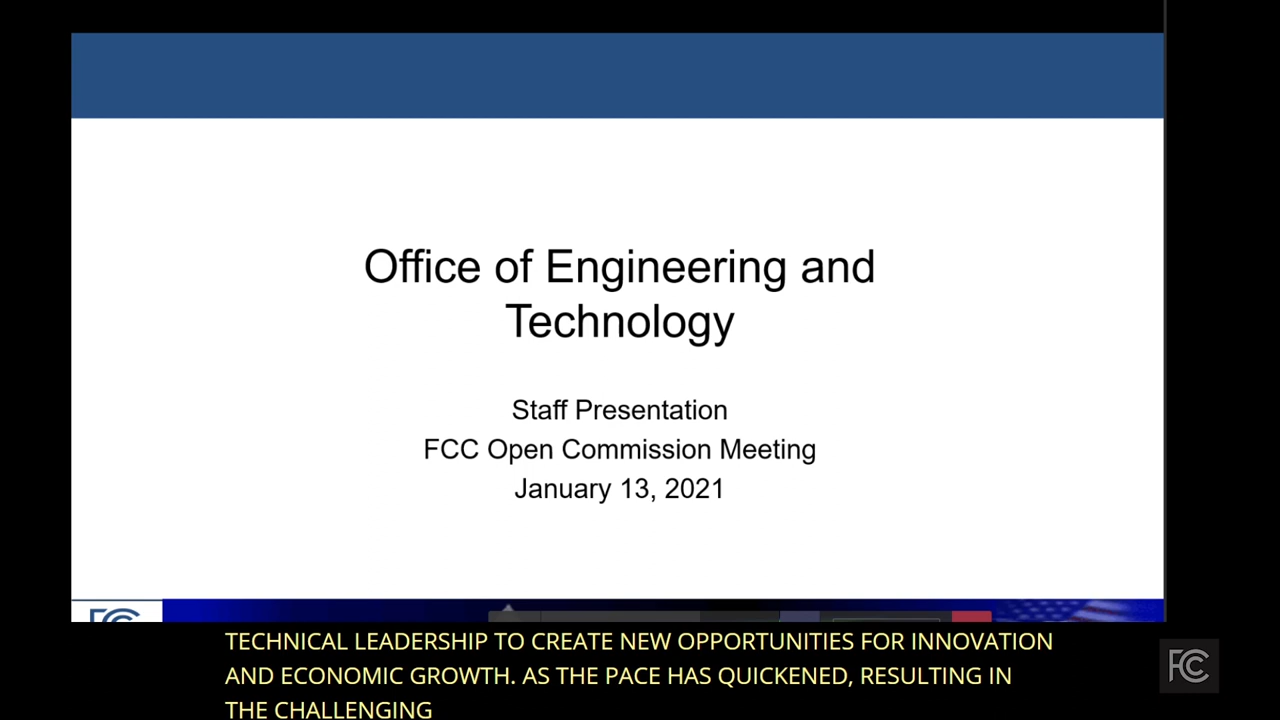 Office of Engineering and
Technology
Staff Presentation
FCC Open Commission Meeting
January 13, 2021
TECHNICAL LEADERSHIP TO CREATE NEW OPPORTUNITIES FOR INNOVATION
AND ECONOMIC GROWTH. AS THE PACE HAS QUICKENED, RESULTING IN
THE CHALLENGING
FCC